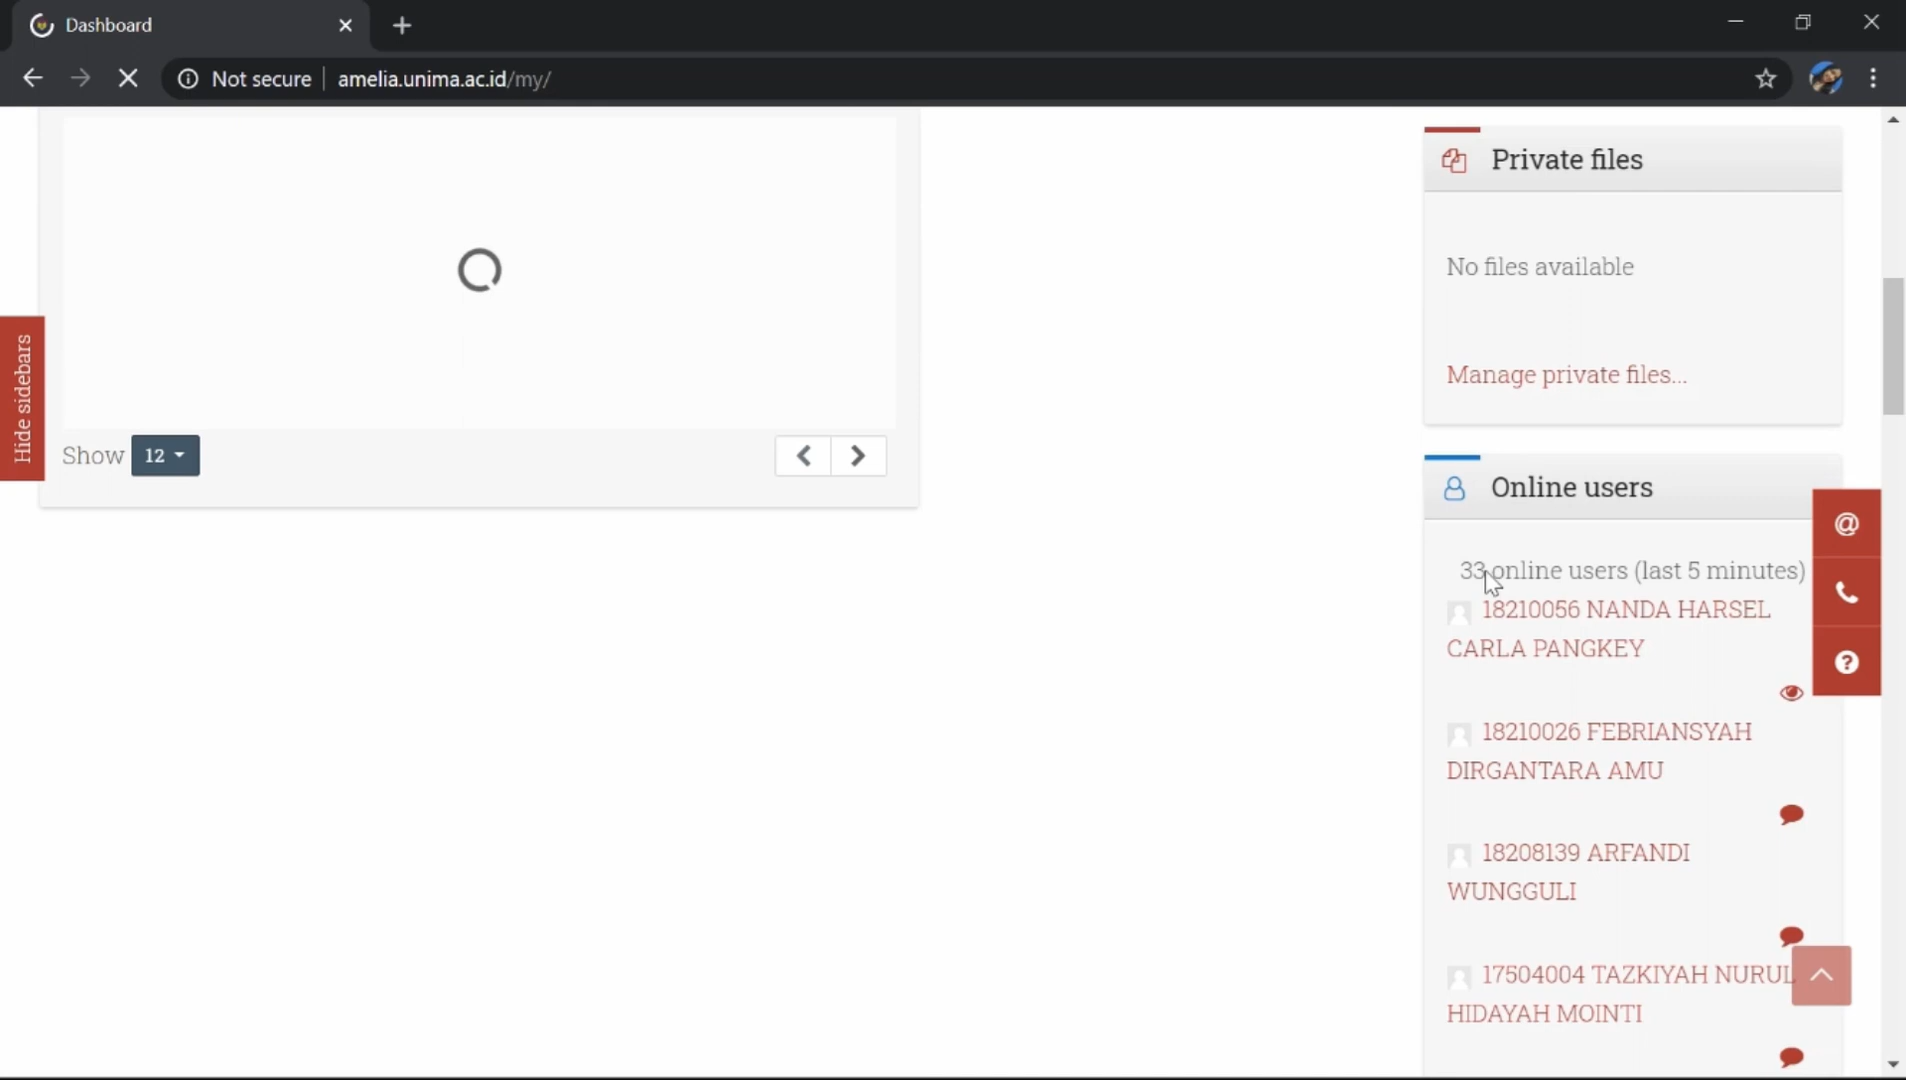 Dashboard
Not secure
amelia.unima.ac.id/my/
Hide sidebars
Show 12
Private files
No files available
Manage private files...
Online users
33 online users (last 5 minutes)
18210056 NANDA HARSEL
CARLA PANGKEY
18210026 FEBRIANSYAH
DIRGANTARA AMU
18208139 ARFANDI
WUNGGULI
17504004 TAZKIYAH NURUL
HIDAYAH MOINTI